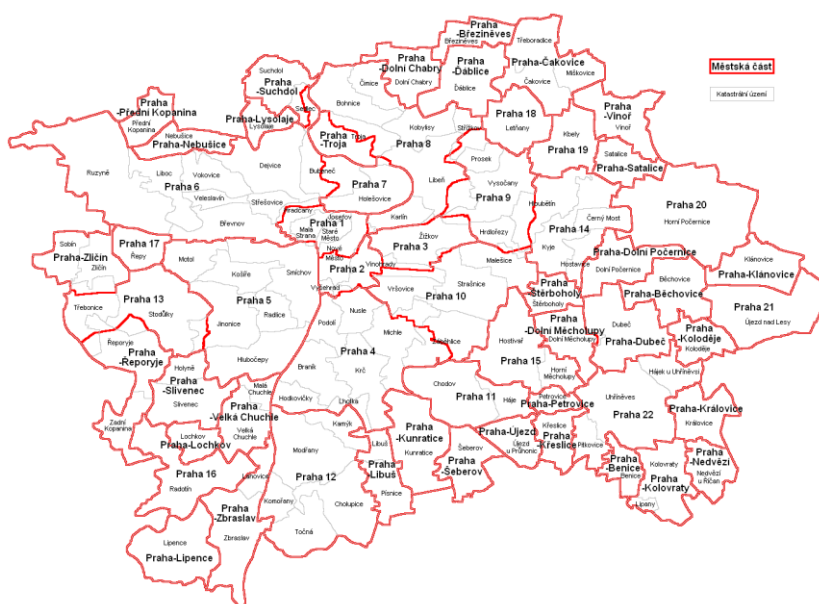 Praha
-Březiněves
Březiněves
Třeboradice
Praha
-Dolní Chabry
Dolní Chabry
Praha
-Ďáblice
Ďáblice
Praha-Čakovice
Čakovice
Miškovice
Městská část
Katastrální území
Suchdol
Praha
-Suchdol
Sedlec
Čimice
Bohnice
Praha
-Přední Kopanina
Přední
Kopanina
Praha-Lysolaje
Lysolaje
Nebušice
Praha-Nebušice
Praha
-Troja
Troja
Kobylisy
Střížkov
Praha 8
Praha 18
Letňany
Kbely
Praha 19
Praha
-Vinoř
Vinoř
Satalice
Praha-Satalice
Ruzyně
Liboc
Vokovice
Dejvice
Praha 6
Veleslavín
Střešovice
Břevnov
Bubeneč
Praha 7
Holešovice
Libeň
Karlín
Prosek
Vysočany
Praha 9
Hrdlořezy
Hloubětín
Praha 14
Černý Most
Kyje
Hostavice
Praha 20
Horní Počernice
Hradčany
Praha 1
Josefov
Malá
Strana
Staré
Město
Nové
Město
Žižkov
Praha 3
Vinohrady
Praha 2
Vyšehrad
Malešice
Strašnice
Vršovice
Praha 10
Záběhlice
Sobín
Praha-Zličín
Zličín
Praha 17
Řepy
Motol
Košíře
Smíchov
Praha 5
Jinonice
Radlice
Hlubočepy
Praha 13
Třebonice
Stodůlky
Řeporyje
Praha
-Řeporyje
Zadní
Kopanina
Holyně
Praha
-Slivenec
Slivenec
Malá
Chuchle
Praha
-Velká Chuchle
Velká
Chuchle
Lochkov
Praha-Lochkov
Praha 16
Radotín
Lahovice
Praha
-Zbraslav
Zbraslav
Lipence
Praha-Lipence
Podolí
Nusle
Michle
Praha 4
Braník
Krč
Hodkovičky
Lhotka
Kamýk
Modřany
Praha 12
Komořany
Cholupice
Točná
Libuš
Praha
-Libuš
Písnice
Praha
-Kunratice
Kunratice
Chodov
Praha 11
Háje
Šeberov
Praha
-Šeberov
Praha-Újezd
Újezd
u Průhonic
Křeslice
Praha
-Křeslice
Pitkovice
Petrovice
Praha-Petrovice
Hostivař
Praha 15
Horní
Měcholupy
Praha
-Dolní Měcholupy
Dolní Měcholupy
Praha
-Štěrboholy
Štěrboholy
Praha-Dolní Počernice
Dolní Počernice
Běchovice
Praha-Běchovice
Klánovice
Praha-Klánovice
Praha 21
Újezd nad Lesy
Dubeč
Praha-Dubeč
Praha
-Koloděje
Koloděje
Hájek u Uhříněvsi
Uhříněves
Praha 22
Praha-Královice
Královice
Praha
-Benice
Benice
Kolovraty
Praha
-Kolovraty
Lipany
Praha
-Nedvězí
Nedvězí
u Říčan